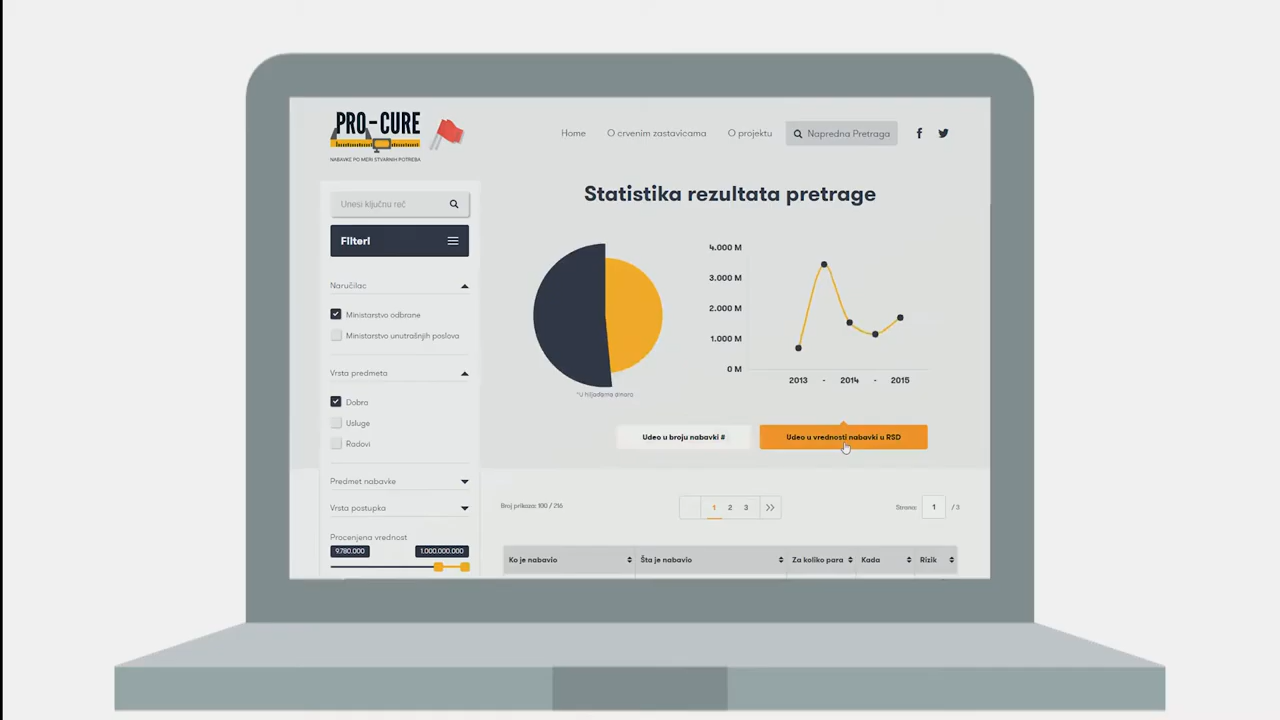 PRO-CURE
NABAVKE PO MERI STVARNIH POTREBA
Home
O crvenim zastavicama
O projektu
Napredna Pretraga
Unesi ključnu reč
Filteri
Naručilac
Ministarstvo odbrane
Ministarstvo unutrašnjih poslova
Vrsta predmeta
Dobra
Usluge
Radovi
Predmet nabavke
Vrsta postupka
Procenjena vrednost
9.780.000
1.000.000.000
Statistika rezultata pretrage
*U hiljadama dinara
4.000 M
3.000 M
2.000 M
1.000 M
0 M
2013 - 2014 - 2015
Udeo u broju nabavki #
Udeo u vrednosti nabavki u RSD
Broj prikaza: 100 / 216
1 2 3
Strana: 1 / 3
Ko je nabavio
Šta je nabavio
Za koliko para
Kada
Rizik